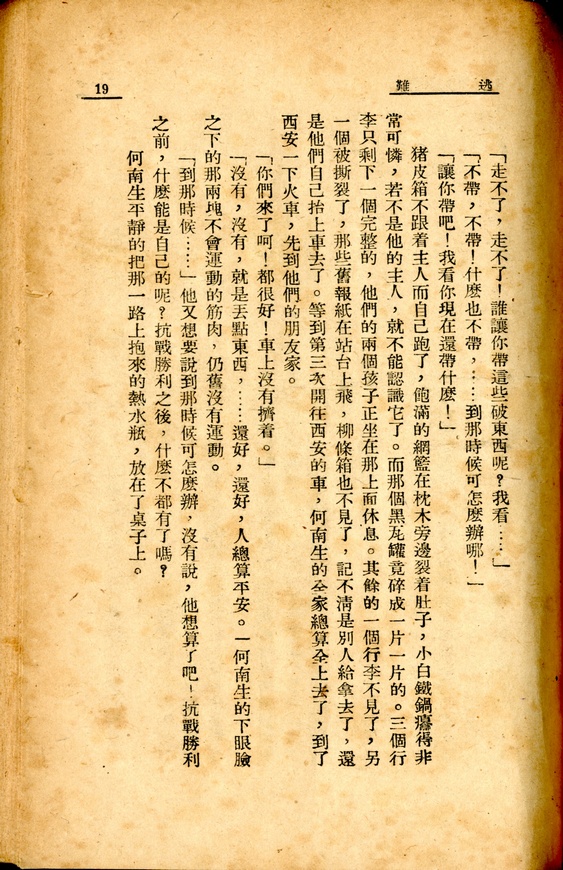 逃難
19
「走不了，走不了！誰讓你帶這些破東西呢？我看……」
「不帶，不帶！什麽也不帶，……到那時候可怎麽辦哪！」
「讓你帶吧！我看你現在還帶什麽！」
猪皮箱不跟着主人而自己跑了，飽滿的網籃在枕木旁邊裂着肚子，小白鐵鍋癟得非
常可憐，若不是他的主人，就不能認識它了。而那個黑瓦罐竟碎成一片一片的。三個行
李只剩下一個完整的，他們的兩個孩子正坐在那上面休息。其餘的一個行李不見了，另
一個被撕裂了，那些舊報紙在站台上飛，柳條箱也不見了，記不清是別人給拿去了，還
是他們自己抬上車去了。等到第三次開往西安的車，何南生的全家總算全上去了，到了
西安一下火車，先到他們的朋友家。
「你們來了呵！都很好！車上沒有擠着。」
「沒有，沒有，就是丟點東西，……還好，還好，人總算平安。一何南生的下眼臉
之下的那兩塊不會運動的筋肉，仍舊沒有運動。
「到那時候……」他又想要說到那時候可怎麽辦，沒有說，他想算了吧！抗戰勝利
之前，什麽能是自己的呢？抗戰勝利之後，什麽不都有了嗎？
何南生平靜的把那一路上抱來的熱水瓶，放在了桌子上。